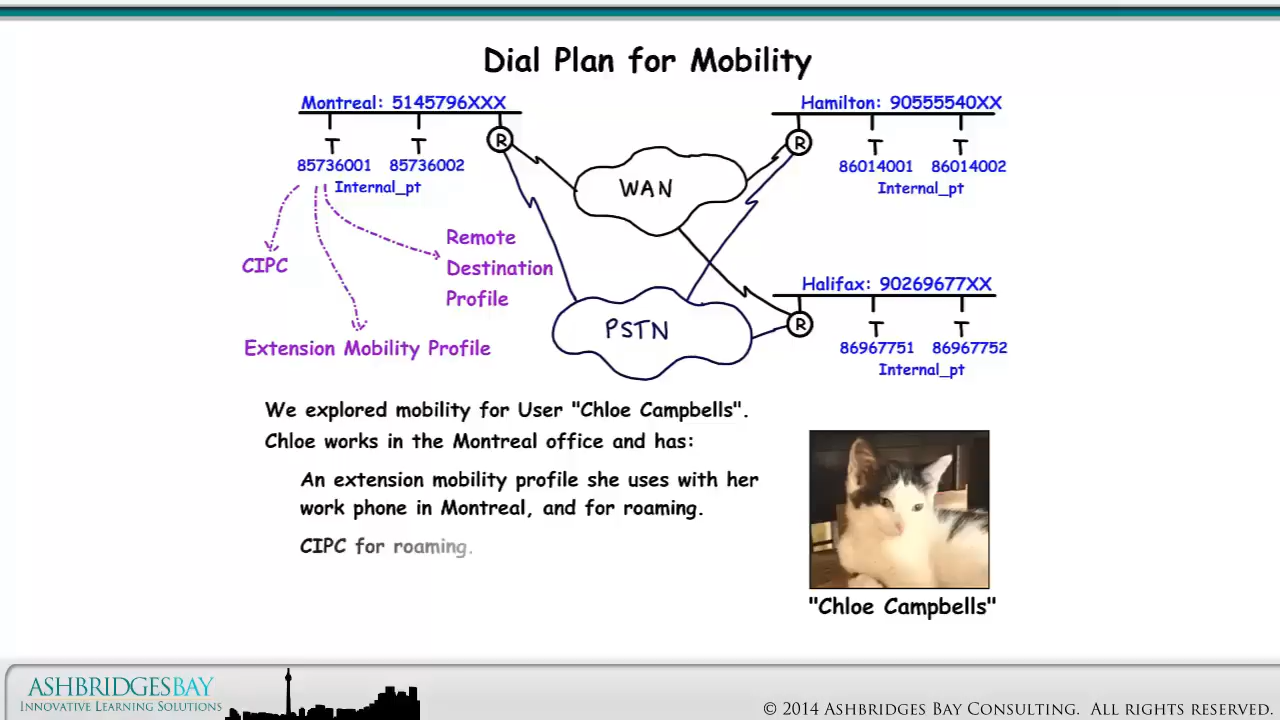 Dial Plan for Mobility
Montreal: 5145796XXX
Hamilton: 90555540XX
R
R
T
T
T
T
85736001
85736002
86014001
86014002
Internal_pt
Internal_pt
WAN
CIPC
Remote
Destination
Profile
Halifax: 90269677XX
R
T
T
PSTN
Extension Mobility Profile
86967751
86967752
Internal_pt
We explored mobility for User "Chloe Campbells".
Chloe works in the Montreal office and has:
An extension mobility profile she uses with her
work phone in Montreal, and for roaming.
CIPC for roaming.
"Chloe Campbells"
ASHBRIDGESBAY
INNOVATIVE LEARNING SOLUTIONS
© 2014 ASHBRIDGES BAY CONSULTING. ALL RIGHTS RESERVED.